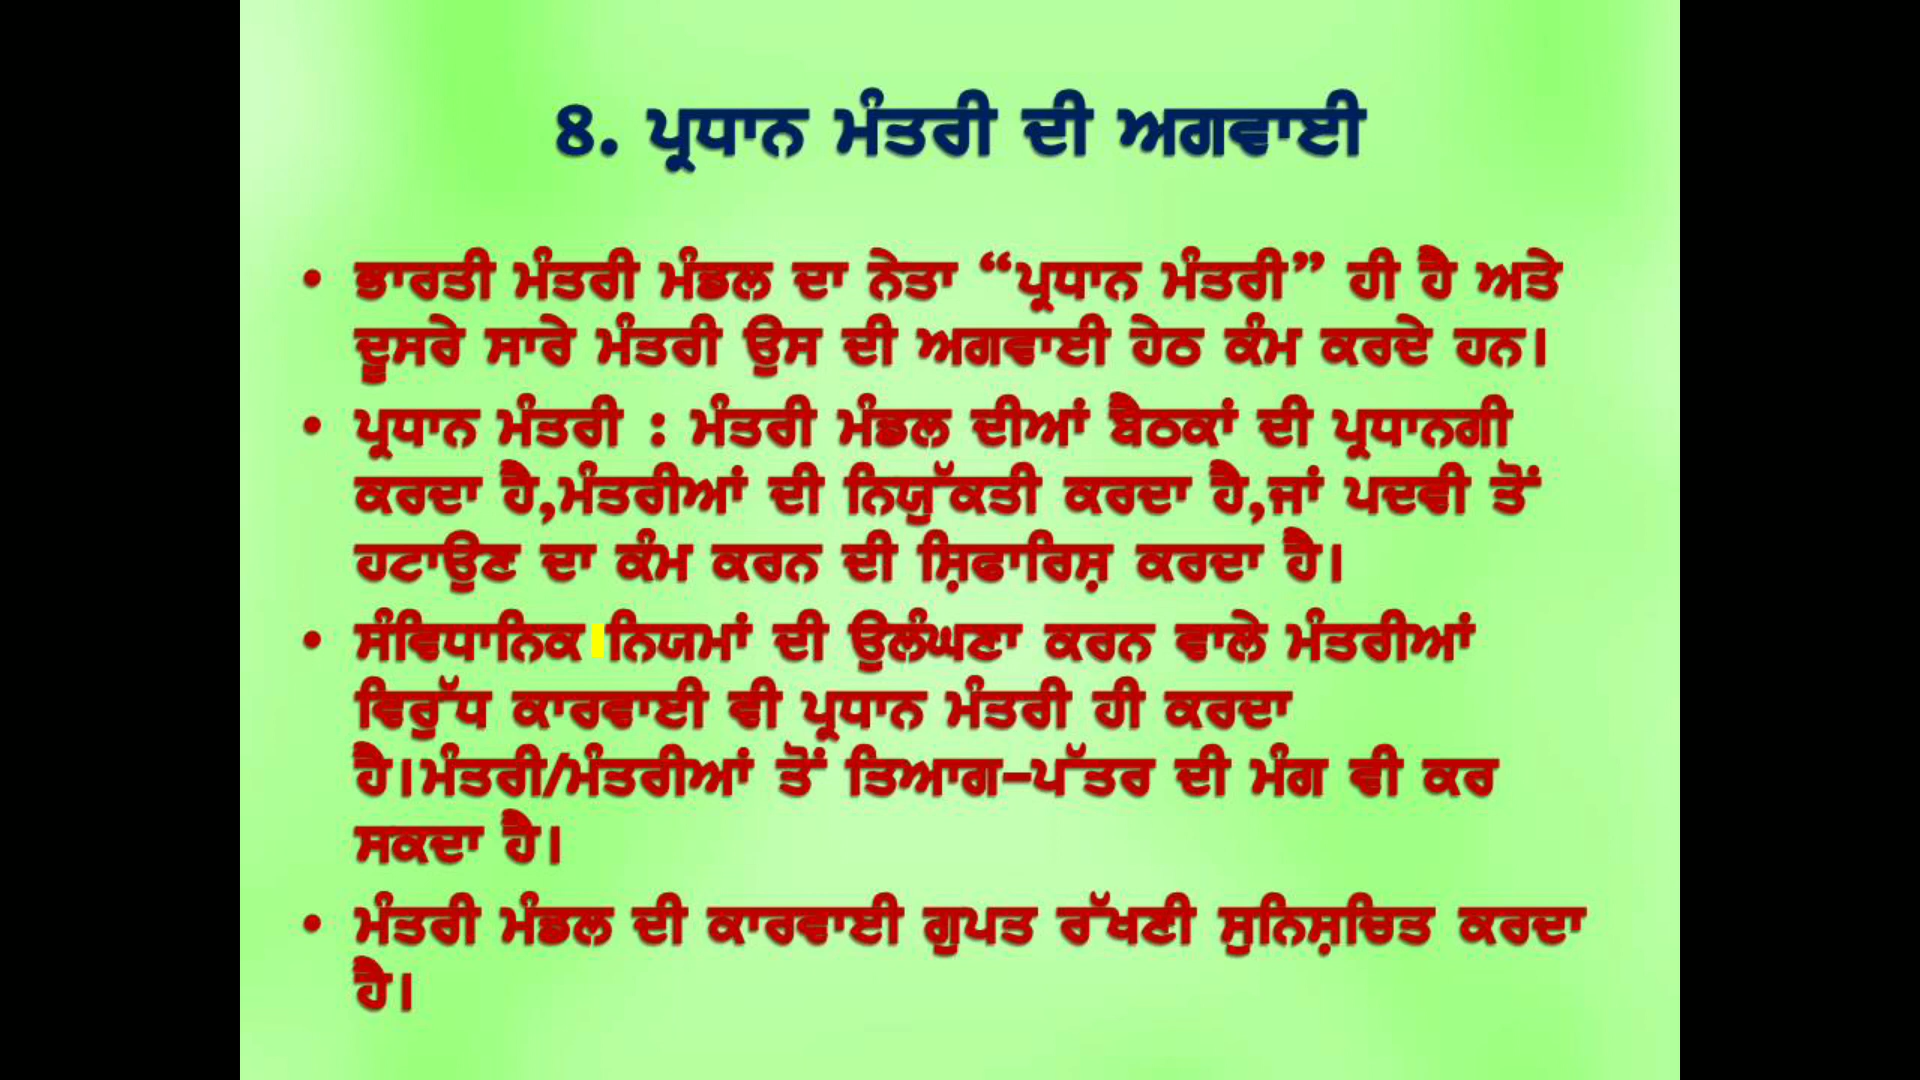 8. ਪ੍ਰਧਾਨ ਮੰਤਰੀ ਦੀ ਅਗਵਾਈ
• ਭਾਰਤੀ ਮੰਤਰੀ ਮੰਡਲ ਦਾ ਨੇਤਾ “ਪ੍ਰਧਾਨ ਮੰਤਰੀ” ਹੀ ਹੈ ਅਤੇ
ਦੂਸਰੇ ਸਾਰੇ ਮੰਤਰੀ ਉਸ ਦੀ ਅਗਵਾਈ ਹੇਠ ਕੰਮ ਕਰਦੇ ਹਨ।
• ਪ੍ਰਧਾਨ ਮੰਤਰੀ : ਮੰਤਰੀ ਮੰਡਲ ਦੀਆਂ ਬੈਠਕਾਂ ਦੀ ਪ੍ਰਧਾਨਗੀ
ਕਰਦਾ ਹੈ,ਮੰਤਰੀਆਂ ਦੀ ਨਿਯੁੱਕਤੀ ਕਰਦਾ ਹੈ,ਜਾਂ ਪਦਵੀ ਤੋਂ
ਹਟਾਉਣ ਦਾ ਕੰਮ ਕਰਨ ਦੀ ਸ਼ਿਫਾਰਿਸ਼ ਕਰਦਾ ਹੈ।
• ਸੰਵਿਧਾਨਿਕ ਨਿਯਮਾਂ ਦੀ ਉਲੰਘਣਾ ਕਰਨ ਵਾਲੇ ਮੰਤਰੀਆਂ
ਵਿਰੁੱਧ ਕਾਰਵਾਈ ਵੀ ਪ੍ਰਧਾਨ ਮੰਤਰੀ ਹੀ ਕਰਦਾ
ਹੈ।ਮੰਤਰੀ/ਮੰਤਰੀਆਂ ਤੋਂ ਤਿਆਗ-ਪੱਤਰ ਦੀ ਮੰਗ ਵੀ ਕਰ
ਸਕਦਾ ਹੈ।
• ਮੰਤਰੀ ਮੰਡਲ ਦੀ ਕਾਰਵਾਈ ਗੁਪਤ ਰੱਖਣੀ ਸੁਨਿਸ਼ਚਿਤ ਕਰਦਾ
ਹੈ।